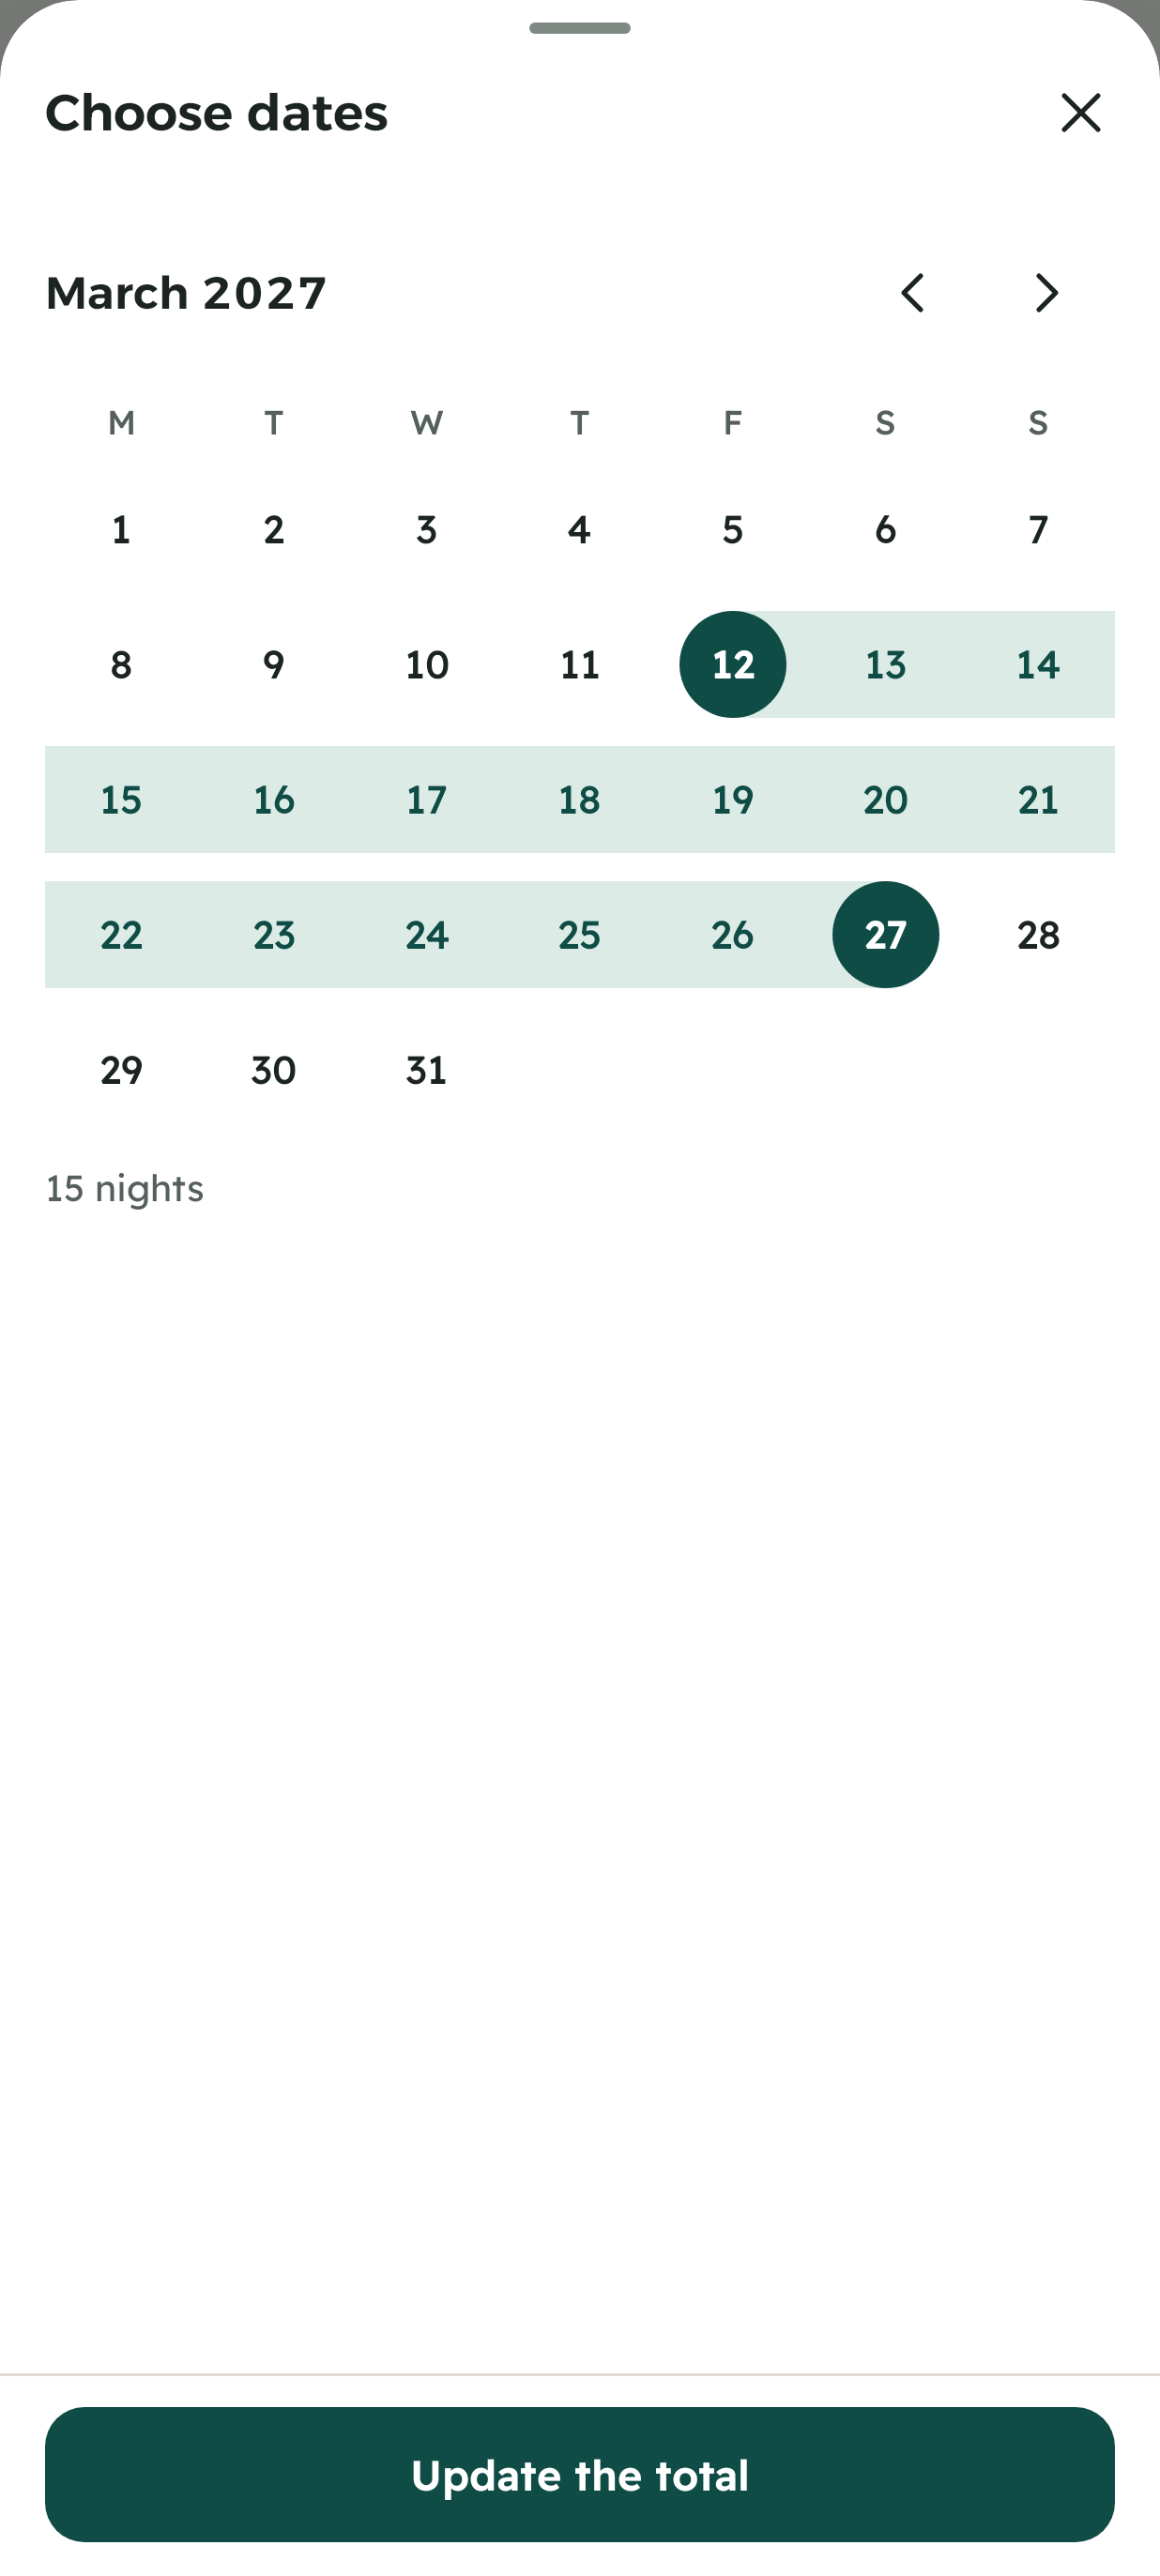 Choose dates
March 2027
M T W T F S S
1 2 3 4 5 6 7
8 9 10 11 12 13 14
15 16 17 18 19 20 21
22 23 24 25 26 27 28
29 30 31
15 nights
Update the total